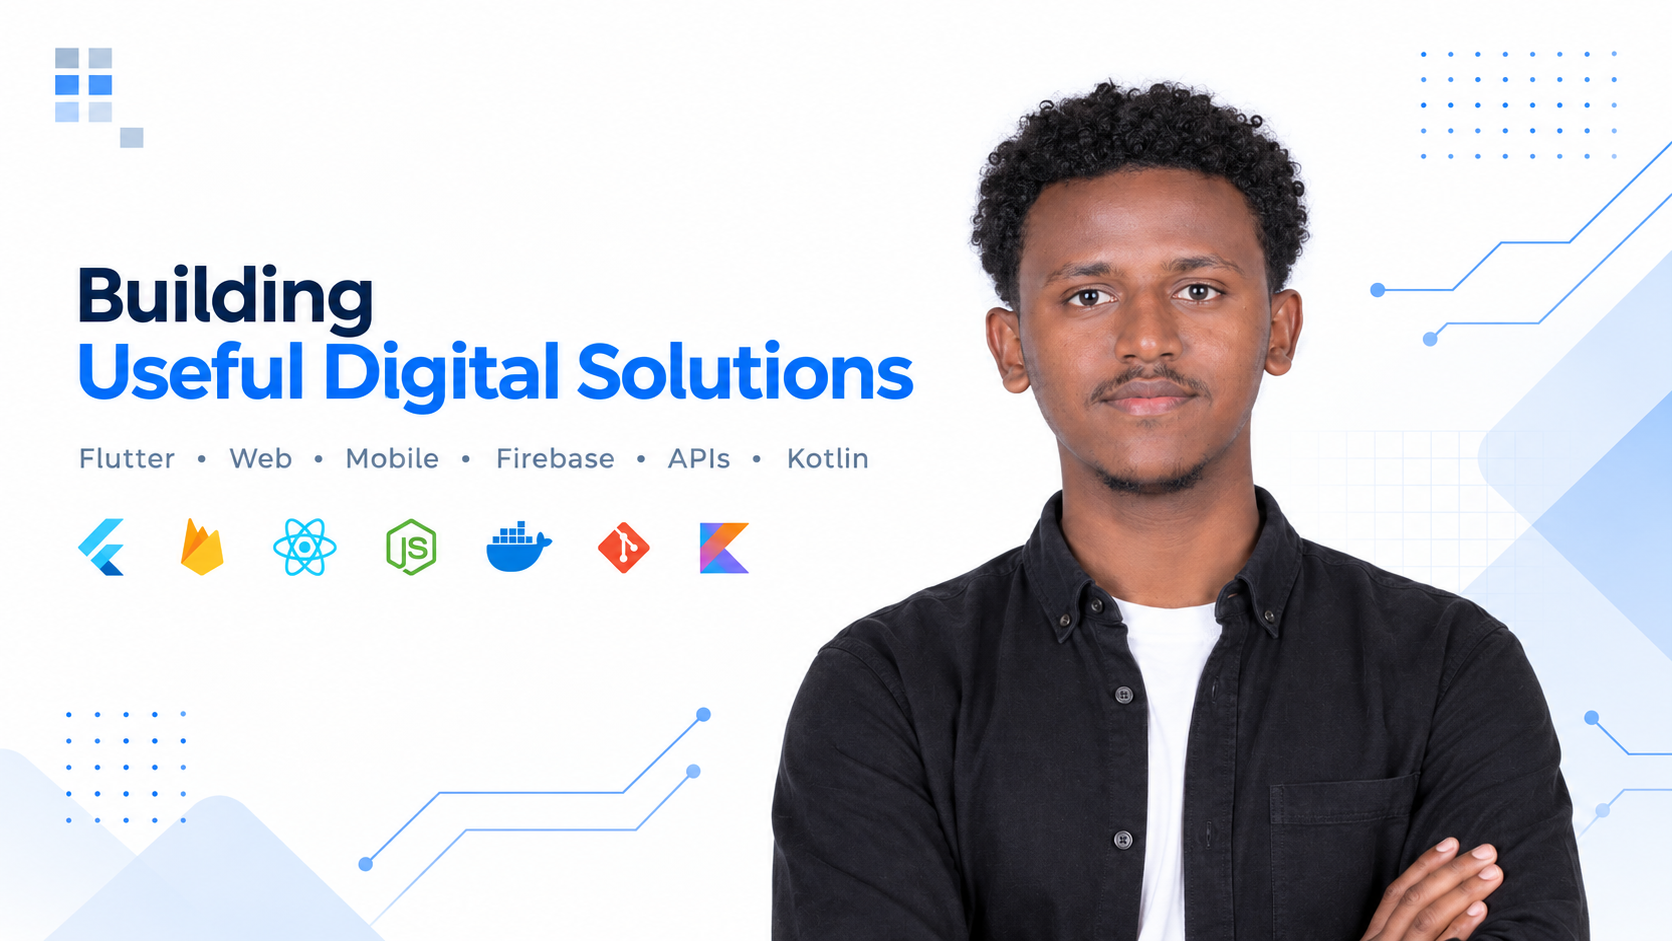 Building
Useful Digital Solutions
Flutter • Web • Mobile • Firebase • APIs • Kotlin
JS